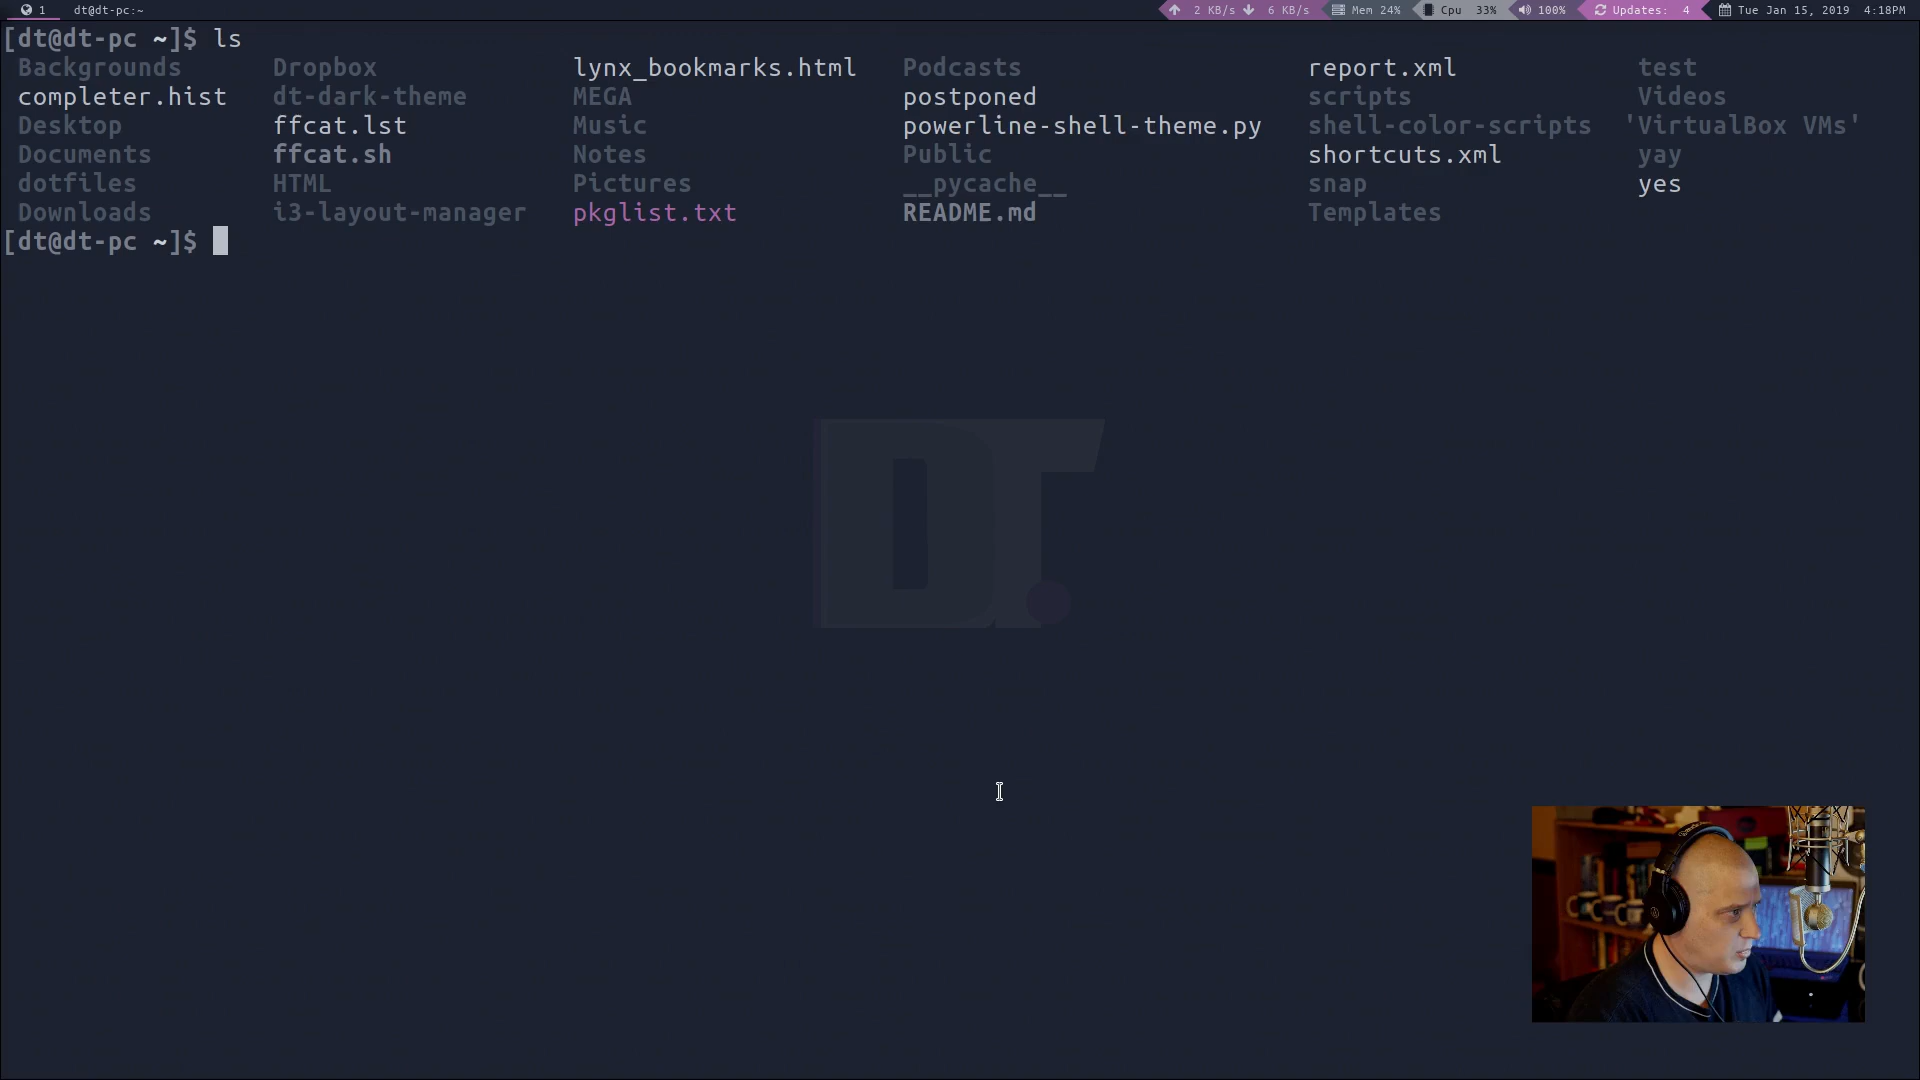 1 dt@dt-pc:~ 2 KB/s 6 KB/s Mem 24% Cpu 33% 100% Updates: 4 Tue Jan 15, 2019 4:18PM
[dt@dt-pc ~]$ ls
Backgrounds Dropbox lynx_bookmarks.html Podcasts report.xml test
completer.hist dt-dark-theme MEGA postponed scripts Videos
Desktop ffcat.lst Music powerline-shell-theme.py shell-color-scripts 'VirtualBox VMs'
Documents ffcat.sh Notes Public shortcuts.xml yay
dotfiles HTML Pictures __pycache__ snap yes
Downloads i3-layout-manager pkglist.txt README.md Templates
[dt@dt-pc ~]$
DT.